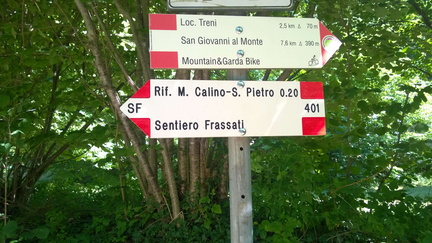 Loc. Treni 2,5 km Δ 70 m
San Giovanni al Monte 7,6 km Δ 390 m
Mountain&Garda Bike
Rif. M. Calino-S. Pietro 0.20
SF 401
Sentiero Frassati